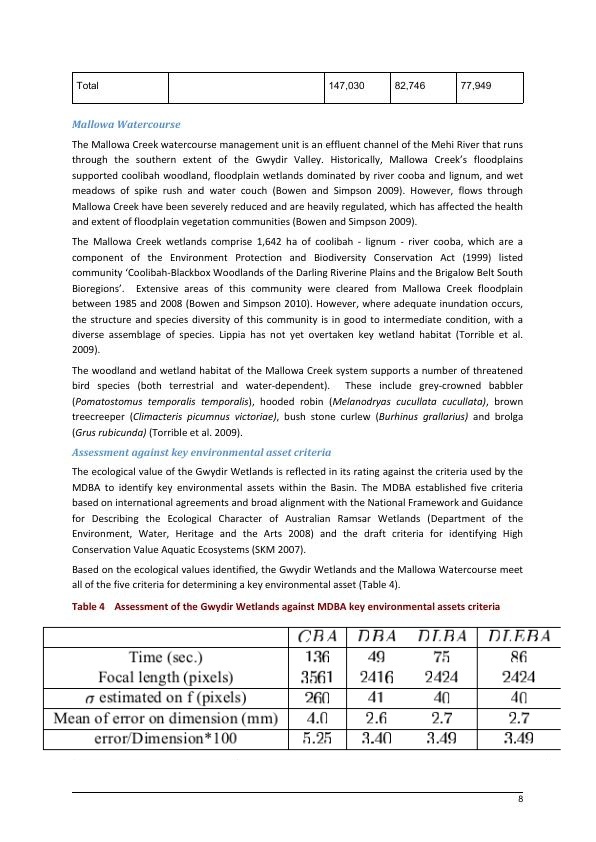 Total 147,030 82,746 77,949
Mallowa Watercourse
The Mallowa Creek watercourse management unit is an effluent channel of the Mehi River that runs
through the southern extent of the Gwydir Valley. Historically, Mallowa Creek’s floodplains
supported coolibah woodland, floodplain wetlands dominated by river cooba and lignum, and wet
meadows of spike rush and water couch (Bowen and Simpson 2009). However, flows through
Mallowa Creek have been severely reduced and are heavily regulated, which has affected the health
and extent of floodplain vegetation communities (Bowen and Simpson 2009).
The Mallowa Creek wetlands comprise 1,642 ha of coolibah - lignum - river cooba, which are a
component of the Environment Protection and Biodiversity Conservation Act (1999) listed
community ‘Coolibah-Blackbox Woodlands of the Darling Riverine Plains and the Brigalow Belt South
Bioregions’. Extensive areas of this community were cleared from Mallowa Creek floodplain
between 1985 and 2008 (Bowen and Simpson 2010). However, where adequate inundation occurs,
the structure and species diversity of this community is in good to intermediate condition, with a
diverse assemblage of species. Lippia has not yet overtaken key wetland habitat (Torrible et al.
2009).
The woodland and wetland habitat of the Mallowa Creek system supports a number of threatened
bird species (both terrestrial and water-dependent). These include grey-crowned babbler
(Pomatostomus temporalis temporalis), hooded robin (Melanodryas cucullata cucullata), brown
treecreeper (Climacteris picumnus victoriae), bush stone curlew (Burhinus grallarius) and brolga
(Grus rubicunda) (Torrible et al. 2009).
Assessment against key environmental asset criteria
The ecological value of the Gwydir Wetlands is reflected in its rating against the criteria used by the
MDBA to identify key environmental assets within the Basin. The MDBA established five criteria
based on international agreements and broad alignment with the National Framework and Guidance
for Describing the Ecological Character of Australian Ramsar Wetlands (Department of the
Environment, Water, Heritage and the Arts 2008) and the draft criteria for identifying High
Conservation Value Aquatic Ecosystems (SKM 2007).
Based on the ecological values identified, the Gwydir Wetlands and the Mallowa Watercourse meet
all of the five criteria for determining a key environmental asset (Table 4).
Table 4 Assessment of the Gwydir Wetlands against MDBA key environmental assets criteria
CBA DBA DLBA DLEBA
Time (sec.) 136 49 75 86
Focal length (pixels) 3561 2416 2424 2424
σ estimated on f (pixels) 260 41 40 40
Mean of error on dimension (mm) 4.0 2.6 2.7 2.7
error/Dimension*100 5.25 3.40 3.49 3.49
8